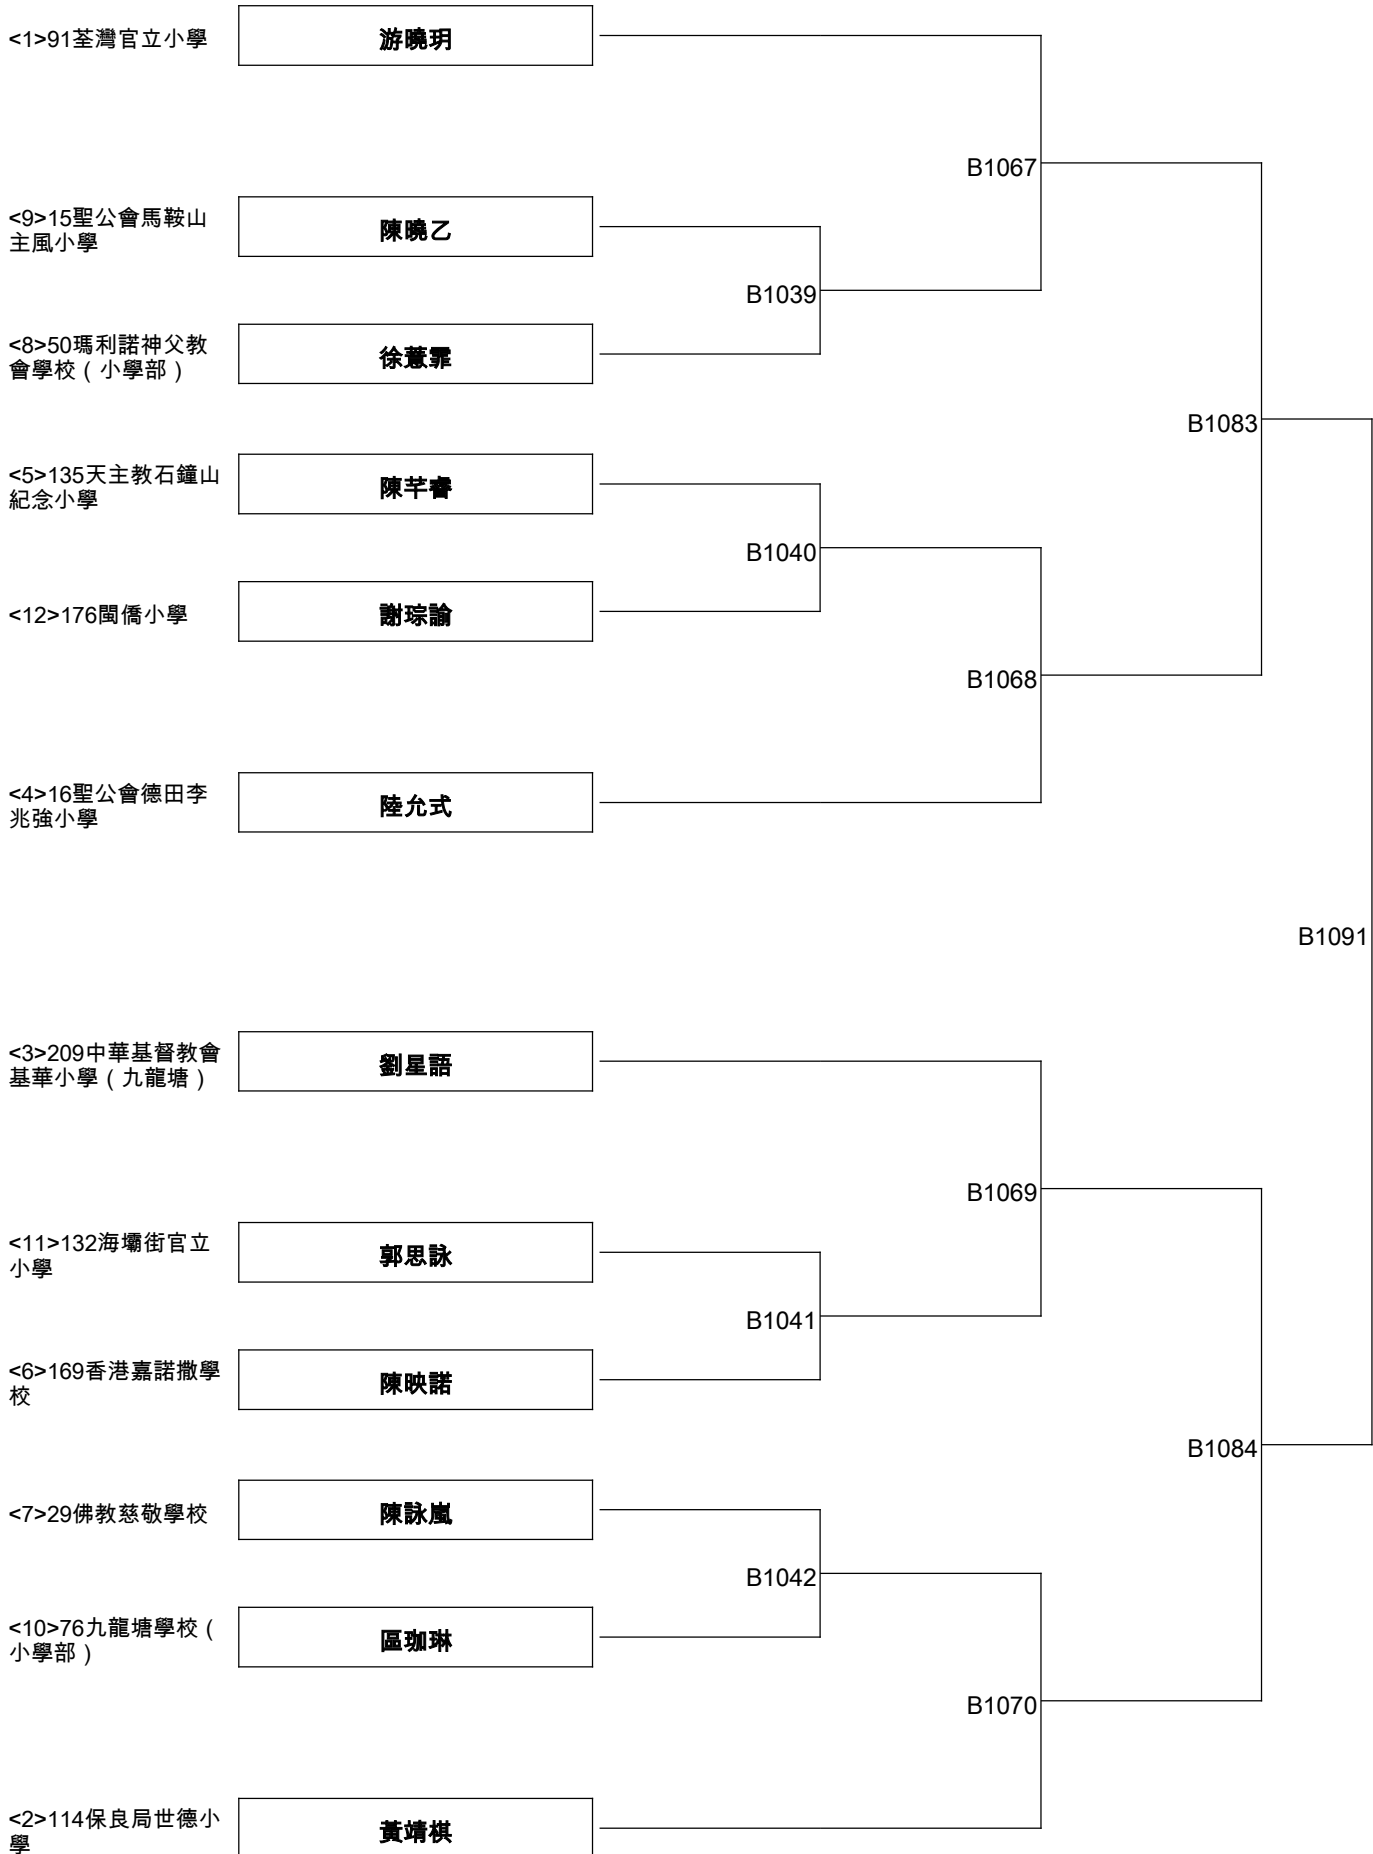 <1>91荃灣官立小學
游曉玥
B1067
<9>15聖公會馬鞍山
主風小學
陳曉乙
B1039
<8>50瑪利諾神父教
會學校（小學部）
徐薏霏
B1083
<5>135天主教石鐘山
紀念小學
陳芊睿
B1040
<12>176閩僑小學
謝琮諭
B1068
<4>16聖公會德田李
兆強小學
陸允式
B1091
<3>209中華基督教會
基華小學（九龍塘）
劉星語
B1069
<11>132海壩街官立
小學
郭思詠
B1041
<6>169香港嘉諾撒學
校
陳映諾
B1084
<7>29佛教慈敬學校
陳詠嵐
B1042
<10>76九龍塘學校（
小學部）
區珈琳
B1070
<2>114保良局世德小
學
黃靖棋